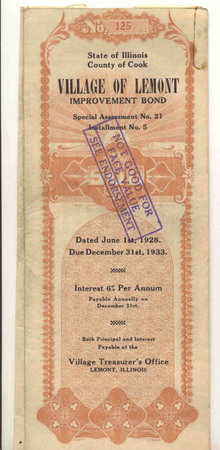 125
State of Illinois
County of Cook
VILLAGE OF LEMONT
IMPROVEMENT BOND
Special Assessment No. 21
Installment No. 5
NOT GOOD FOR
FACE VALUE
SEE ENDORSEMENT
Dated June 1st, 1928.
Due December 31st, 1933.
Interest 6% Per Annum
Payable Annually on
December 31st.
Both Principal and Interest
Payable at the
Village Treasurer's Office
LEMONT, ILLINOIS